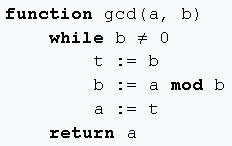 function gcd(a, b)
    while b ≠ 0
        t := b
        b := a mod b
        a := t
    return a